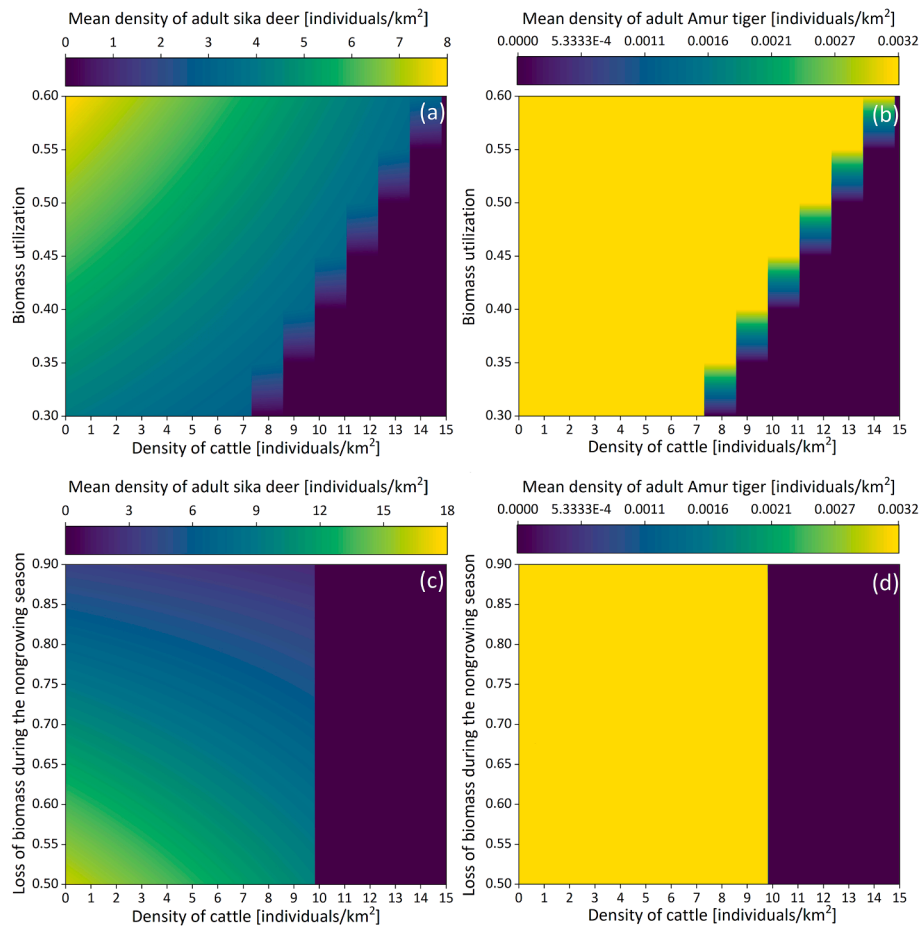 Mean density of adult sika deer [individuals/km²]
0 1 2 3 4 5 6 7 8
(a)
Biomass utilization
0.60
0.55
0.50
0.45
0.40
0.35
0.30
0 1 2 3 4 5 6 7 8 9 10 11 12 13 14 15
Density of cattle [individuals/km²]
Mean density of adult Amur tiger [individuals/km²]
0.0000 5.3333E-4 0.0011 0.0016 0.0021 0.0027 0.0032
(b)
Biomass utilization
0.60
0.55
0.50
0.45
0.40
0.35
0.30
0 1 2 3 4 5 6 7 8 9 10 11 12 13 14 15
Density of cattle [individuals/km²]
Mean density of adult sika deer [individuals/km²]
0 3 6 9 12 15 18
(c)
Loss of biomass during the nongrowing season
0.90
0.85
0.80
0.75
0.70
0.65
0.60
0.55
0.50
0 1 2 3 4 5 6 7 8 9 10 11 12 13 14 15
Density of cattle [individuals/km²]
Mean density of adult Amur tiger [individuals/km²]
0.0000 5.3333E-4 0.0011 0.0016 0.0021 0.0027 0.0032
(d)
Loss of biomass during the nongrowing season
0.90
0.85
0.80
0.75
0.70
0.65
0.60
0.55
0.50
0 1 2 3 4 5 6 7 8 9 10 11 12 13 14 15
Density of cattle [individuals/km²]